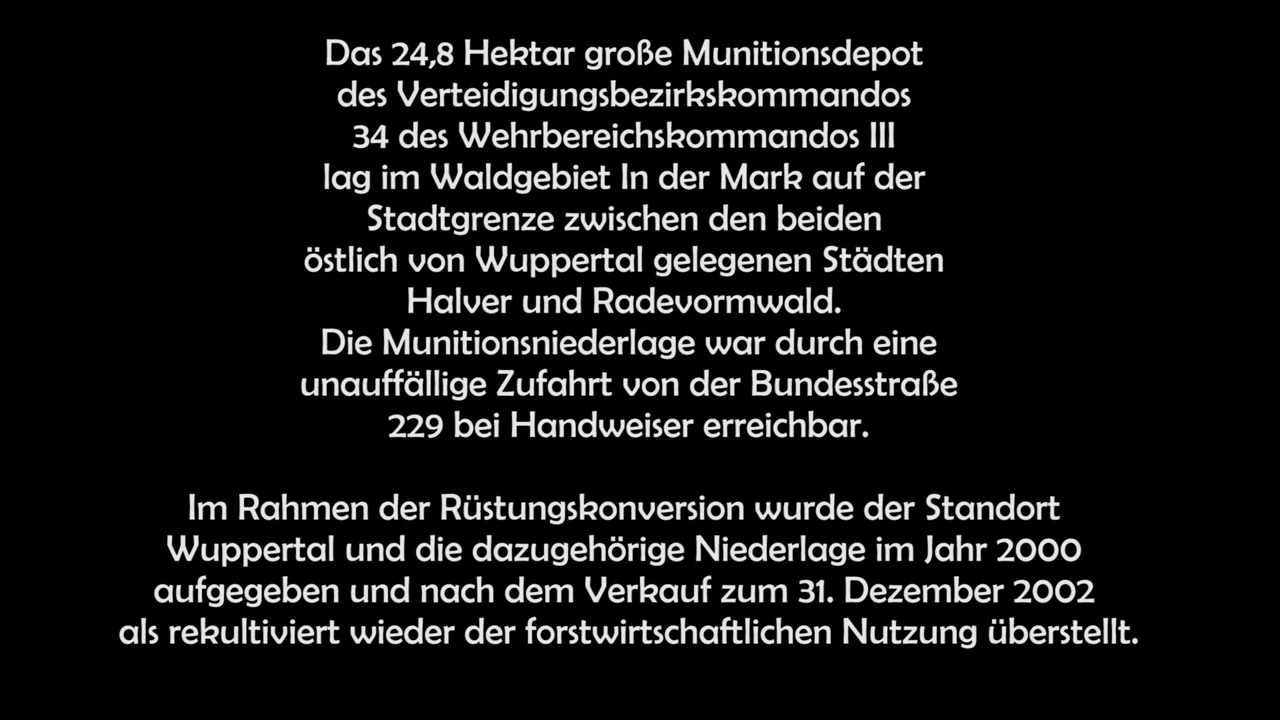 Das 24,8 Hektar große Munitionsdepot
des Verteidigungsbezirkskommandos
34 des Wehrbereichskommandos III
lag im Waldgebiet In der Mark auf der
Stadtgrenze zwischen den beiden
östlich von Wuppertal gelegenen Städten
Halver und Radevormwald.
Die Munitionsniederlage war durch eine
unauffällige Zufahrt von der Bundesstraße
229 bei Handweiser erreichbar.
Im Rahmen der Rüstungskonversion wurde der Standort
Wuppertal und die dazugehörige Niederlage im Jahr 2000
aufgegeben und nach dem Verkauf zum 31. Dezember 2002
als rekultiviert wieder der forstwirtschaftlichen Nutzung überstellt.